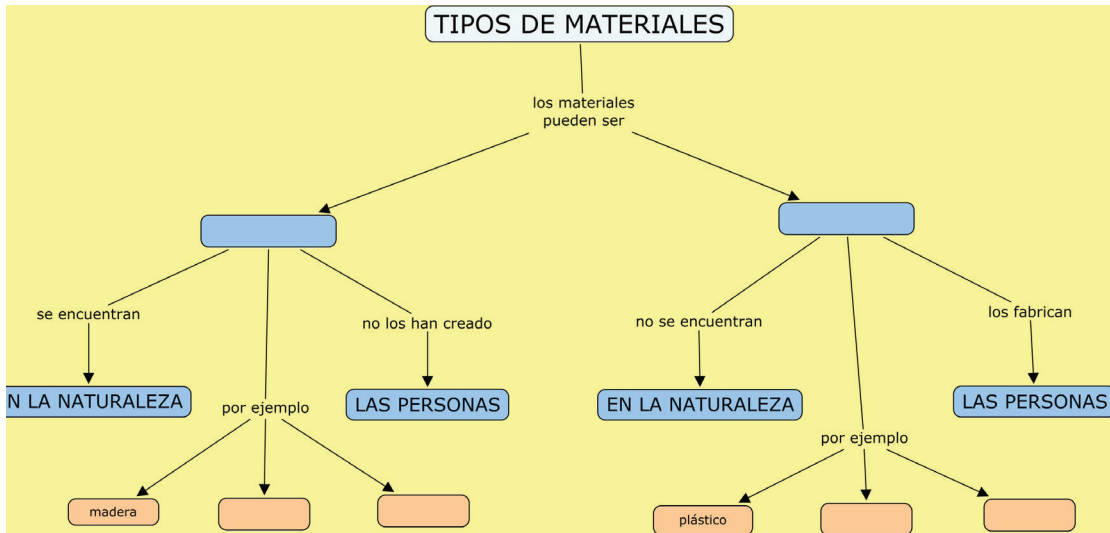 TIPOS DE MATERIALES
los materiales
pueden ser
se encuentran
no los han creado
no se encuentran
los fabrican
N LA NATURALEZA
LAS PERSONAS
EN LA NATURALEZA
LAS PERSONAS
por ejemplo
por ejemplo
madera
plástico